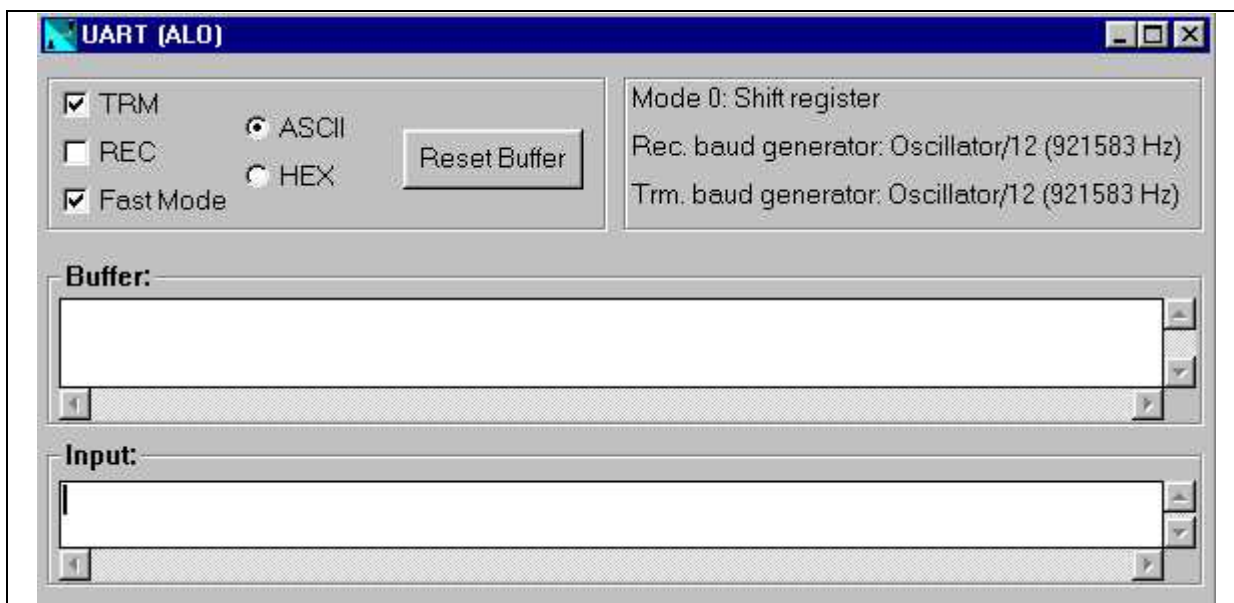 UART (ALO)
TRM
REC
Fast Mode
ASCII
HEX
Reset Buffer
Mode 0: Shift register
Rec. baud generator: Oscillator/12 (921583 Hz)
Trm. baud generator: Oscillator/12 (921583 Hz)
Buffer:
Input: